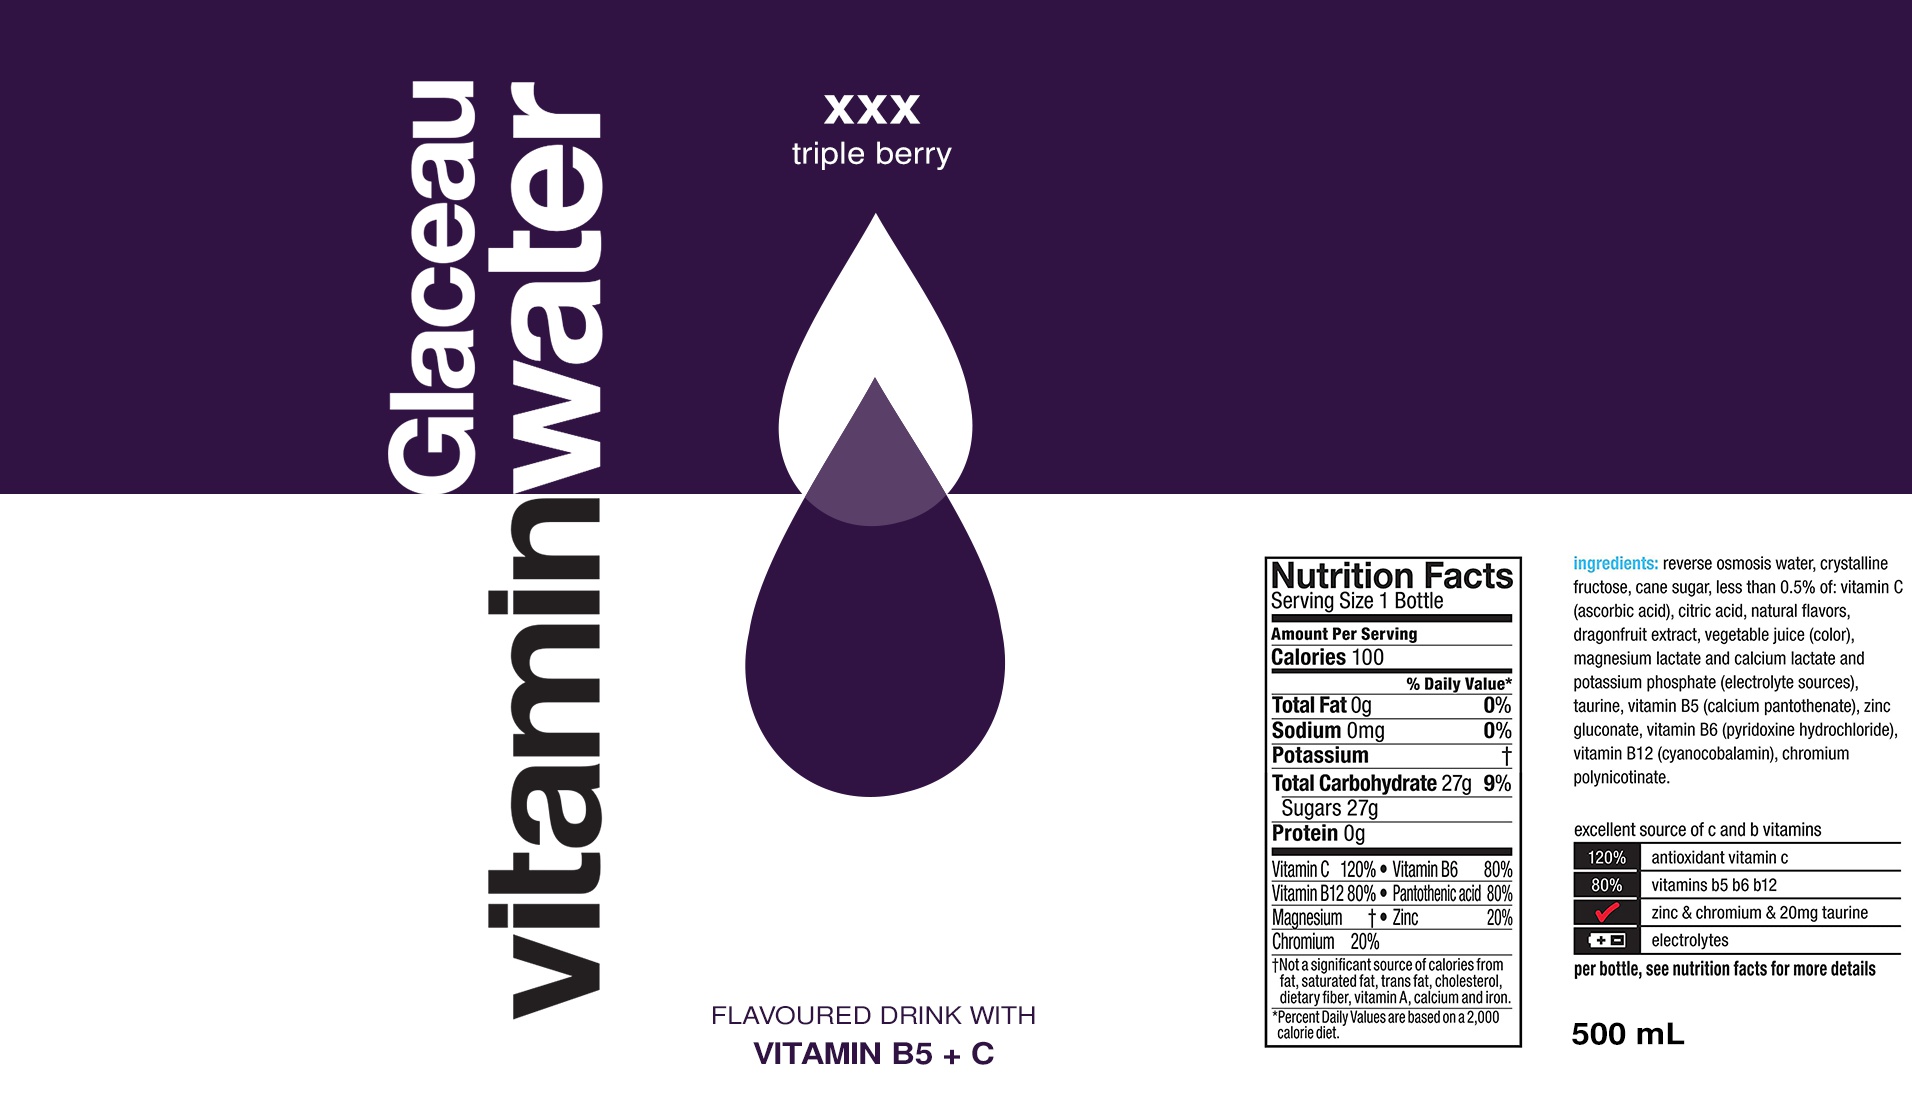 Glaceau
vitaminwater
xxx
triple berry
FLAVOURED DRINK WITH
VITAMIN B5 + C
Nutrition Facts
Serving Size 1 Bottle
Amount Per Serving
Calories 100
% Daily Value*
Total Fat 0g 0%
Sodium 0mg 0%
Potassium †
Total Carbohydrate 27g 9%
Sugars 27g
Protein 0g
Vitamin C 120% • Vitamin B6 80%
Vitamin B12 80% • Pantothenic acid 80%
Magnesium † • Zinc 20%
Chromium 20%
†Not a significant source of calories from
fat, saturated fat, trans fat, cholesterol,
dietary fiber, vitamin A, calcium and iron.
*Percent Daily Values are based on a 2,000
calorie diet.
ingredients: reverse osmosis water, crystalline
fructose, cane sugar, less than 0.5% of: vitamin C
(ascorbic acid), citric acid, natural flavors,
dragonfruit extract, vegetable juice (color),
magnesium lactate and calcium lactate and
potassium phosphate (electrolyte sources),
taurine, vitamin B5 (calcium pantothenate), zinc
gluconate, vitamin B6 (pyridoxine hydrochloride),
vitamin B12 (cyanocobalamin), chromium
polynicotinate.
excellent source of c and b vitamins
120% antioxidant vitamin c
80% vitamins b5 b6 b12
zinc & chromium & 20mg taurine
electrolytes
per bottle, see nutrition facts for more details
500 mL